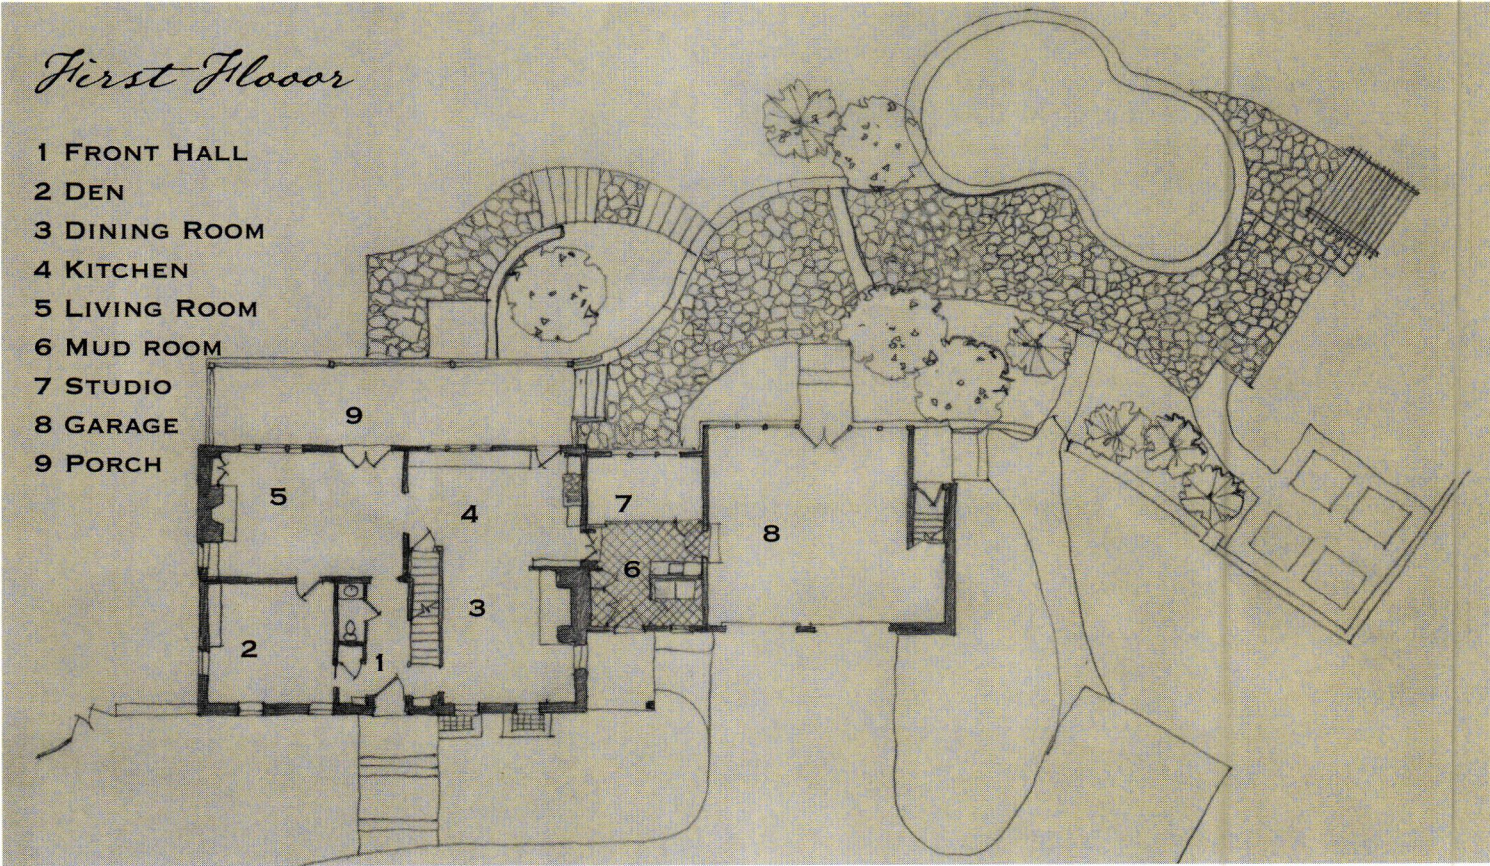 First Flooor
1 FRONT HALL
2 DEN
3 DINING ROOM
4 KITCHEN
5 LIVING ROOM
6 MUD ROOM
7 STUDIO
8 GARAGE
9 PORCH
9
5
4
7
8
6
3
2
1